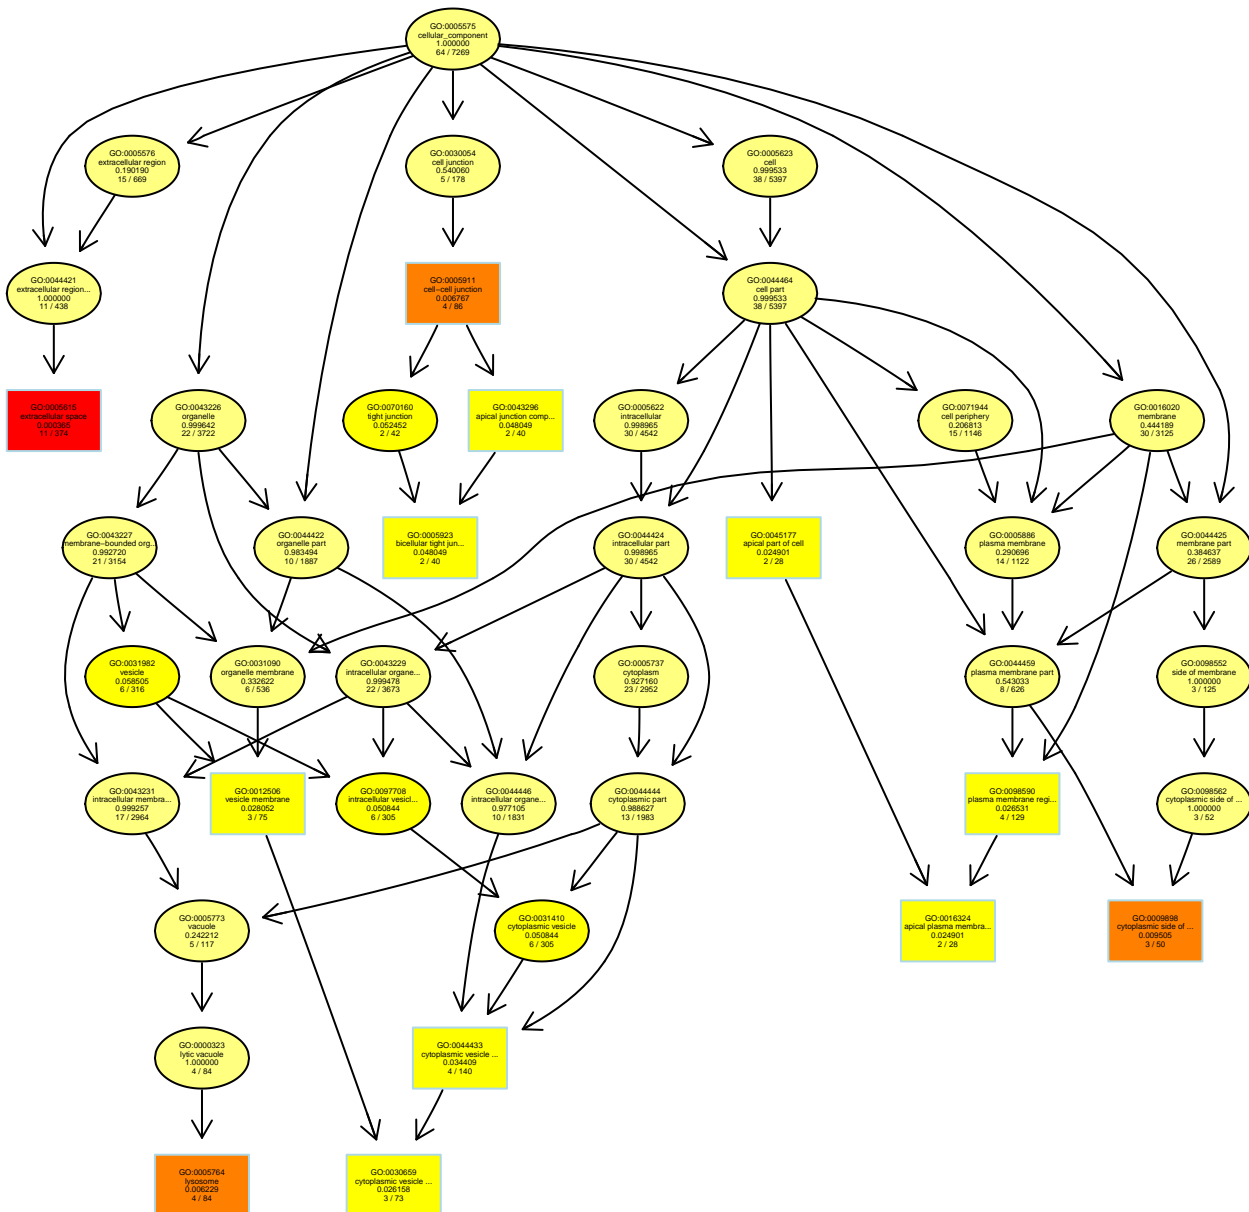 GO:0005575
cellular_component
1.000000
64 / 7269
GO:0005576
extracellular region
0.190190
15 / 669
GO:0030054
cell junction
0.540060
5 / 178
GO:0005623
cell
0.999533
38 / 5397
GO:0044421
extracellular region...
1.000000
11 / 438
GO:0005911
cell−cell junction
0.006767
4 / 86
GO:0044464
cell part
0.999533
38 / 5397
GO:0005615
extracellular space
0.000365
11 / 374
GO:0043226
organelle
0.999642
22 / 3722
GO:0070160
tight junction
0.052452
2 / 42
GO:0043296
apical junction comp...
0.048049
2 / 40
GO:0005622
intracellular
0.998965
30 / 4542
GO:0071944
cell periphery
0.206813
15 / 1146
GO:0016020
membrane
0.444189
30 / 3125
GO:0043227
membrane−bounded org...
0.992720
21 / 3154
GO:0044422
organelle part
0.983494
10 / 1887
GO:0005923
bicellular tight jun...
0.048049
2 / 40
GO:0044424
intracellular part
0.998965
30 / 4542
GO:0045177
apical part of cell
0.024901
2 / 28
GO:0005886
plasma membrane
0.290696
14 / 1122
GO:0044425
membrane part
0.384637
26 / 2589
GO:0031982
vesicle
0.058505
6 / 316
GO:0031090
organelle membrane
0.332622
6 / 536
GO:0043229
intracellular organe...
0.999478
22 / 3673
GO:0005737
cytoplasm
0.927160
23 / 2952
GO:0044459
plasma membrane part
0.543033
8 / 626
GO:0098552
side of membrane
1.000000
3 / 125
GO:0043231
intracellular membra...
0.999257
17 / 2964
GO:0012506
vesicle membrane
0.028052
3 / 75
GO:0097708
intracellular vesicl...
0.050844
6 / 305
GO:0044446
intracellular organe...
0.977105
10 / 1831
GO:0044444
cytoplasmic part
0.988627
13 / 1983
GO:0098590
plasma membrane regi...
0.026531
4 / 129
GO:0098562
cytoplasmic side of ...
1.000000
3 / 52
GO:0005773
vacuole
0.242212
5 / 117
GO:0031410
cytoplasmic vesicle
0.050844
6 / 305
GO:0016324
apical plasma membra...
0.024901
2 / 28
GO:0009898
cytoplasmic side of ...
0.009505
3 / 50
GO:0000323
lytic vacuole
1.000000
4 / 84
GO:0044433
cytoplasmic vesicle ...
0.034409
4 / 140
GO:0005764
lysosome
0.006229
4 / 84
GO:0030659
cytoplasmic vesicle ...
0.026158
3 / 73